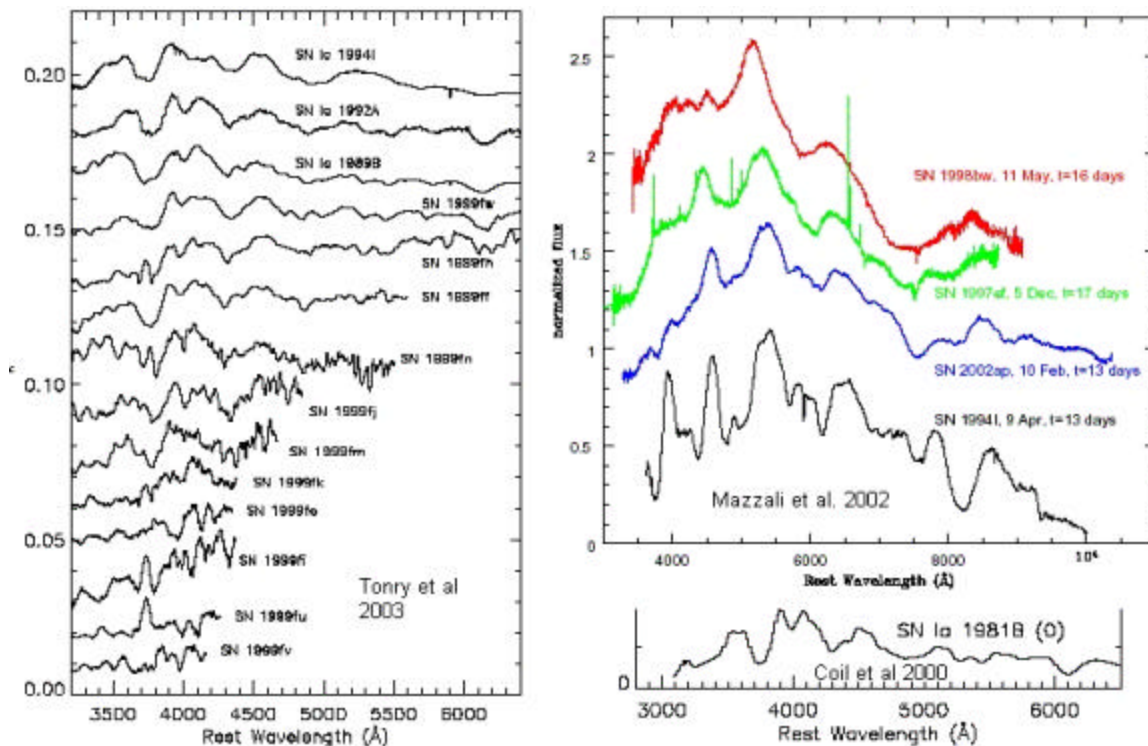 0.20
0.15
0.10
0.05
0.00
SN Ic 1994I
SN Ia 1992A
SN Ia 1989B
SN 1999fw
SN 1999fh
SN 1999ff
SN 1999fn
SN 1999fj
SN 1999fm
SN 1999fk
SN 1999fo
SN 1999fi
SN 1999fu
SN 1999fv
Tonry et al
2003
3500 4000 4500 5000 5500 6000
Rest Wavelength (Å)
2.5
2
1.5
1
0.5
0
normalized flux
SN 1998bw, 11 May, t=16 days
SN 1997ef, 5 Dec, t=17 days
SN 2002ap, 10 Feb, t=13 days
SN 1994I, 9 Apr, t=13 days
Mazzali et al. 2002
4000 6000 8000 10⁴
Rest Wavelength (Å)
SN Ia 1981B (0)
Coil et al 2000
0
3000 4000 5000 6000
Rest Wavelength (Å)